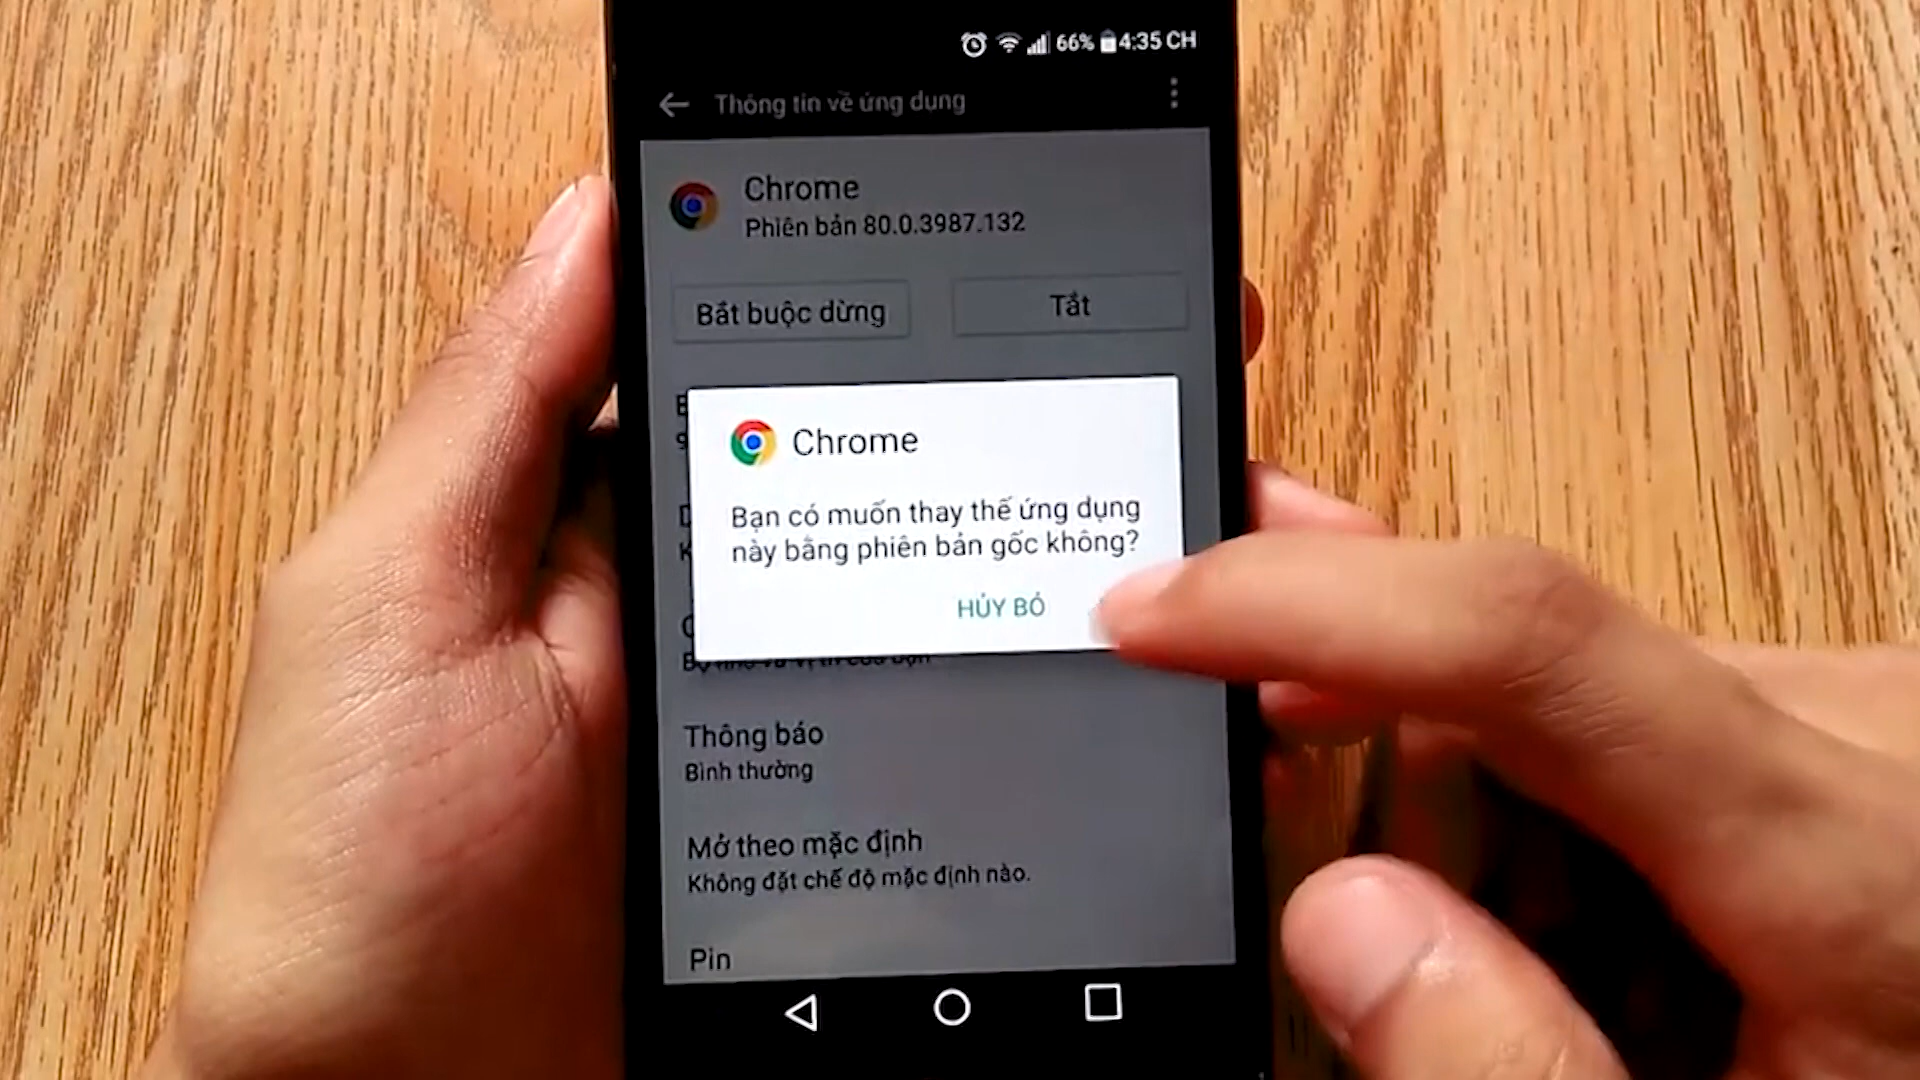 66% 4:35 CH
Thông tin về ứng dụng
Chrome
Phiên bản 80.0.3987.132
Bắt buộc dừng
Tắt
Chrome
Bạn có muốn thay thế ứng dụng
này bằng phiên bản gốc không?
HỦY BỎ
Thông báo
Bình thường
Mở theo mặc định
Không đặt chế độ mặc định nào.
Pin